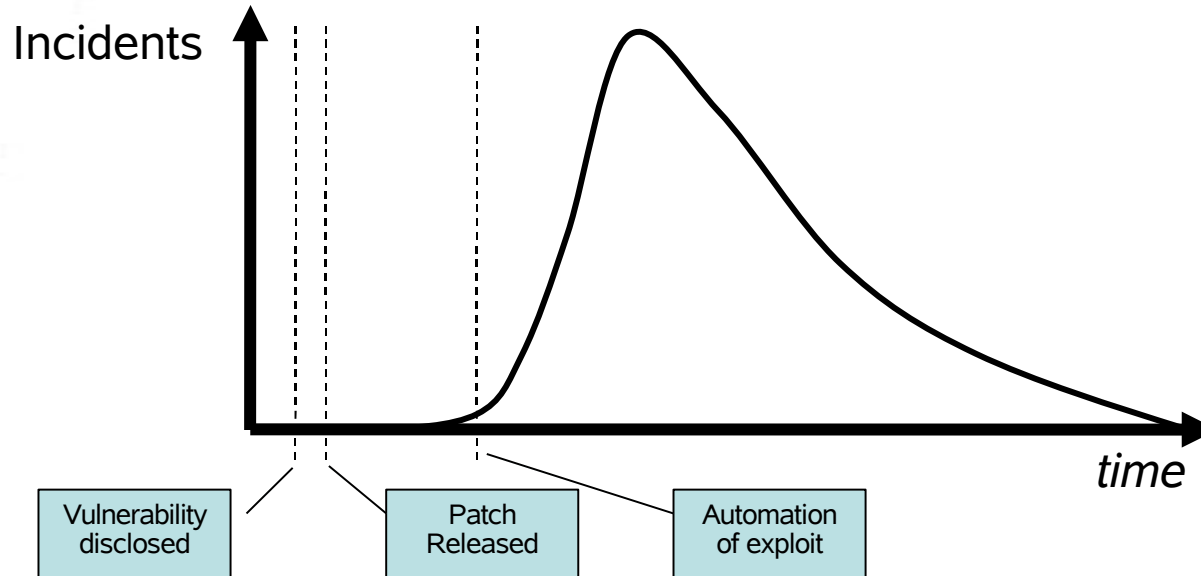 Incidents
time
Vulnerability
disclosed
Patch
Released
Automation
of exploit